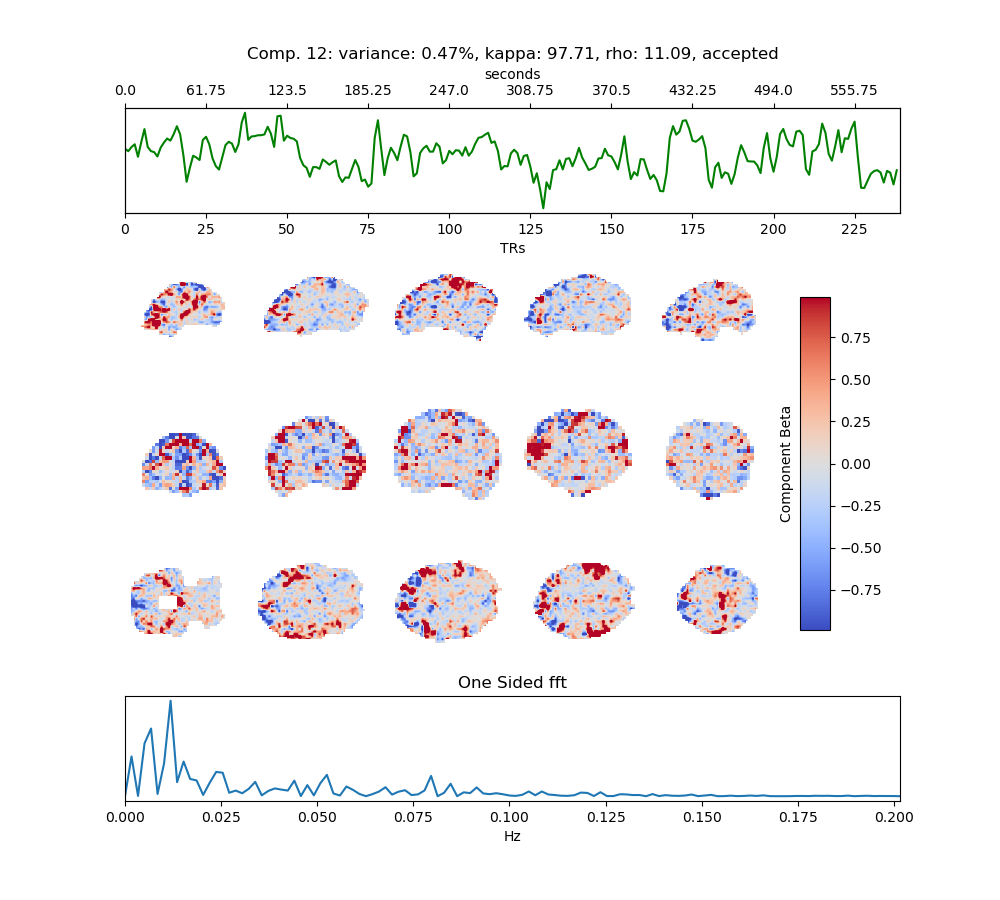 Comp. 12: variance: 0.47%, kappa: 97.71, rho: 11.09, accepted
seconds
0.0 61.75 123.5 185.25 247.0 308.75 370.5 432.25 494.0 555.75
0 25 50 75 100 125 150 175 200 225
TRs
0.75
0.50
0.25
0.00
−0.25
−0.50
−0.75
Component Beta
One Sided fft
0.000 0.025 0.050 0.075 0.100 0.125 0.150 0.175 0.200
Hz